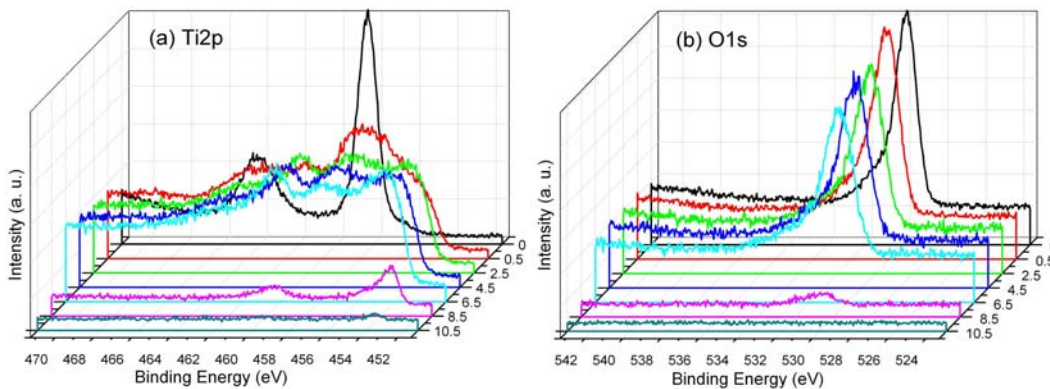 (a) Ti2p
Intensity (a. u.)
0
0.5
2.5
4.5
6.5
8.5
10.5
470 468 466 464 462 460 458 456 454 452
Binding Energy (eV)
(b) O1s
Intensity (a. u.)
0
0.5
2.5
4.5
6.5
8.5
10.5
542 540 538 536 534 532 530 528 526 524
Binding Energy (eV)